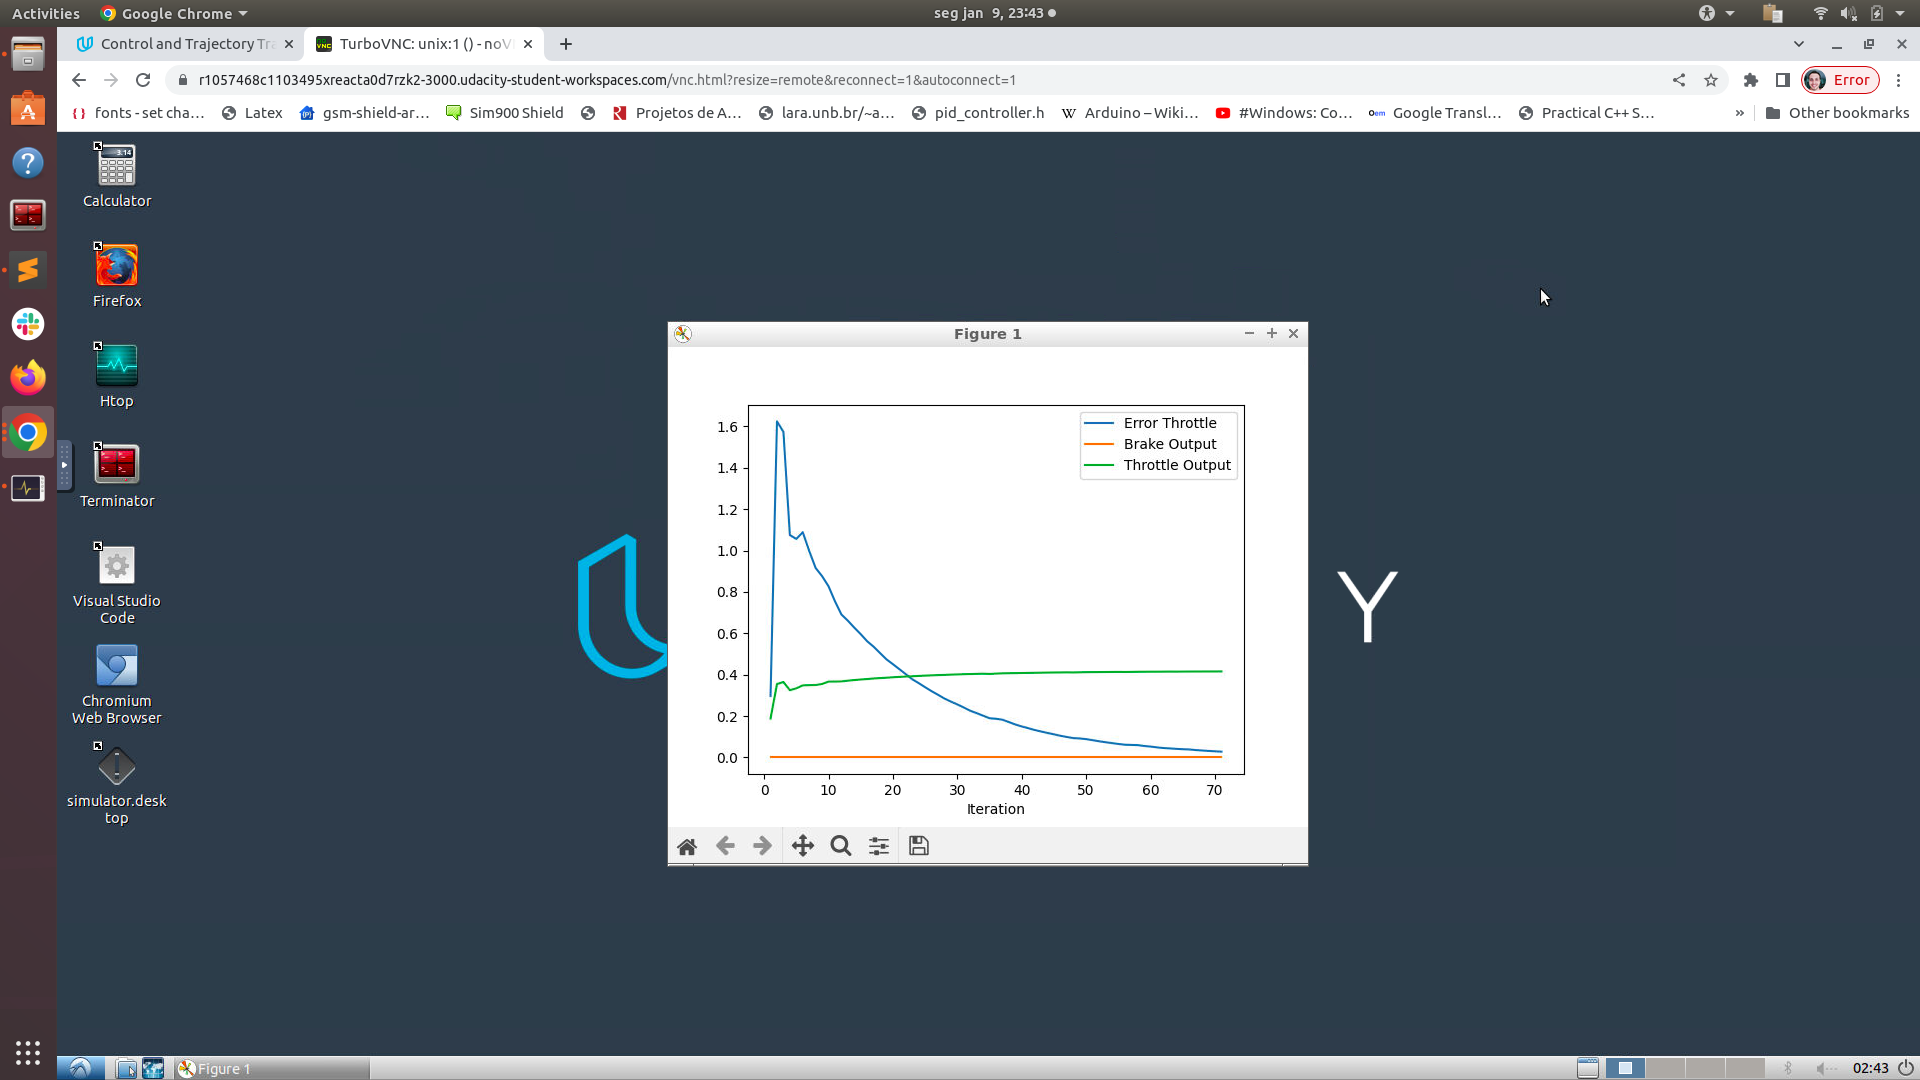 Activities
Google Chrome
seg jan 9, 23:43
Control and Trajectory Tra
TurboVNC: unix:1 () - noV
r1057468c1103495xreacta0d7rzk2-3000.udacity-student-workspaces.com/vnc.html?resize=remote&reconnect=1&autoconnect=1
Error
fonts - set cha...
Latex
gsm-shield-ar...
Sim900 Shield
Projetos de A...
lara.unb.br/~a...
pid_controller.h
Arduino – Wiki...
#Windows: Co...
Google Transl...
Practical C++ S...
»
Other bookmarks
3.14
Calculator
Firefox
Htop
Terminator
Visual Studio
Code
Chromium
Web Browser
simulator.desk
top
Y
Figure 1
Error Throttle
Brake Output
Throttle Output
1.6
1.4
1.2
1.0
0.8
0.6
0.4
0.2
0.0
0 10 20 30 40 50 60 70
Iteration
Figure 1
02:43